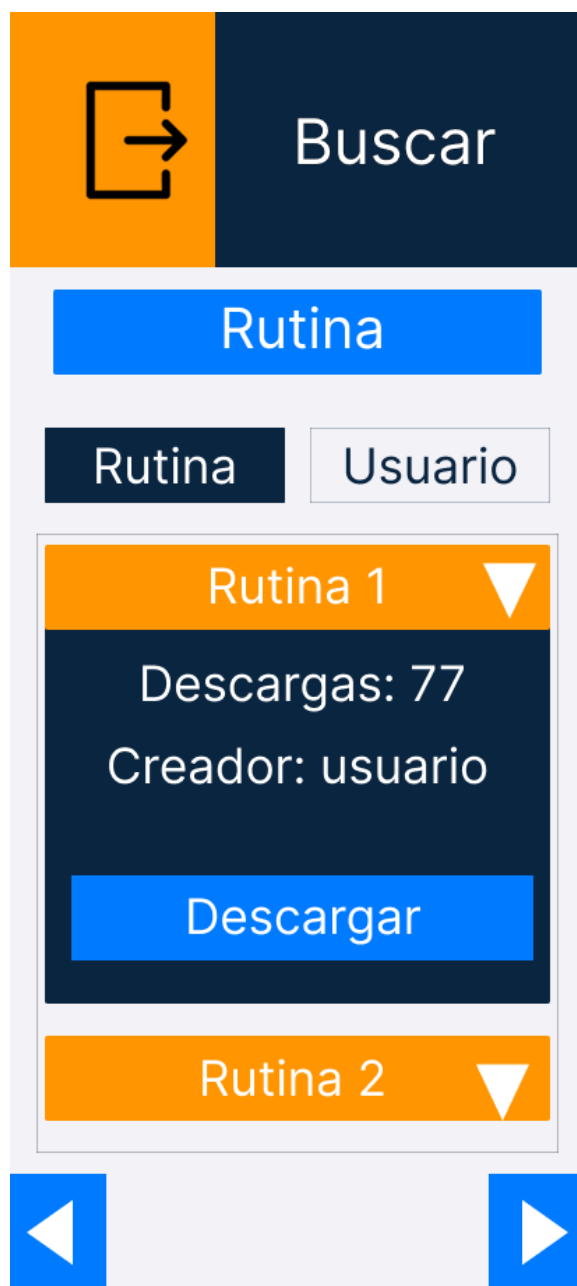 Buscar
Rutina
Rutina
Usuario
Rutina 1
Descargas: 77
Creador: usuario
Descargar
Rutina 2